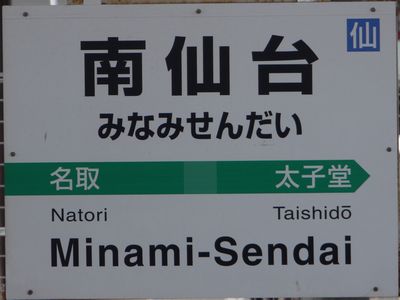 仙
南仙台
みなみせんだい
名取 太子堂
Natori Taishidō
Minami-Sendai